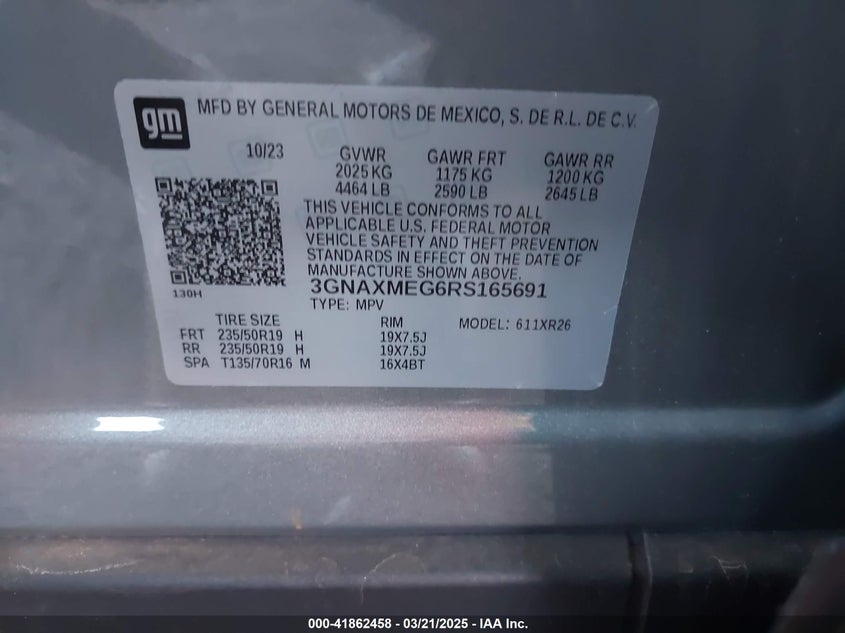 gm
MFD BY GENERAL MOTORS DE MEXICO, S. DE R.L. DE C.V.
10/23 GVWR GAWR FRT GAWR RR
2025 KG 1175 KG 1200 KG
4464 LB 2590 LB 2645 LB
THIS VEHICLE CONFORMS TO ALL
APPLICABLE U.S. FEDERAL MOTOR
VEHICLE SAFETY AND THEFT PREVENTION
STANDARDS IN EFFECT ON THE DATE OF
MANUFACTURE SHOWN ABOVE.
130H
3GNAXMEG6RS165691
TYPE: MPV
TIRE SIZE RIM MODEL: 611XR26
FRT 235/50R19 H 19X7.5J
RR 235/50R19 H 19X7.5J
SPA T135/70R16 M 16X4BT
000-41862458 - 03/21/2025 - IAA Inc.